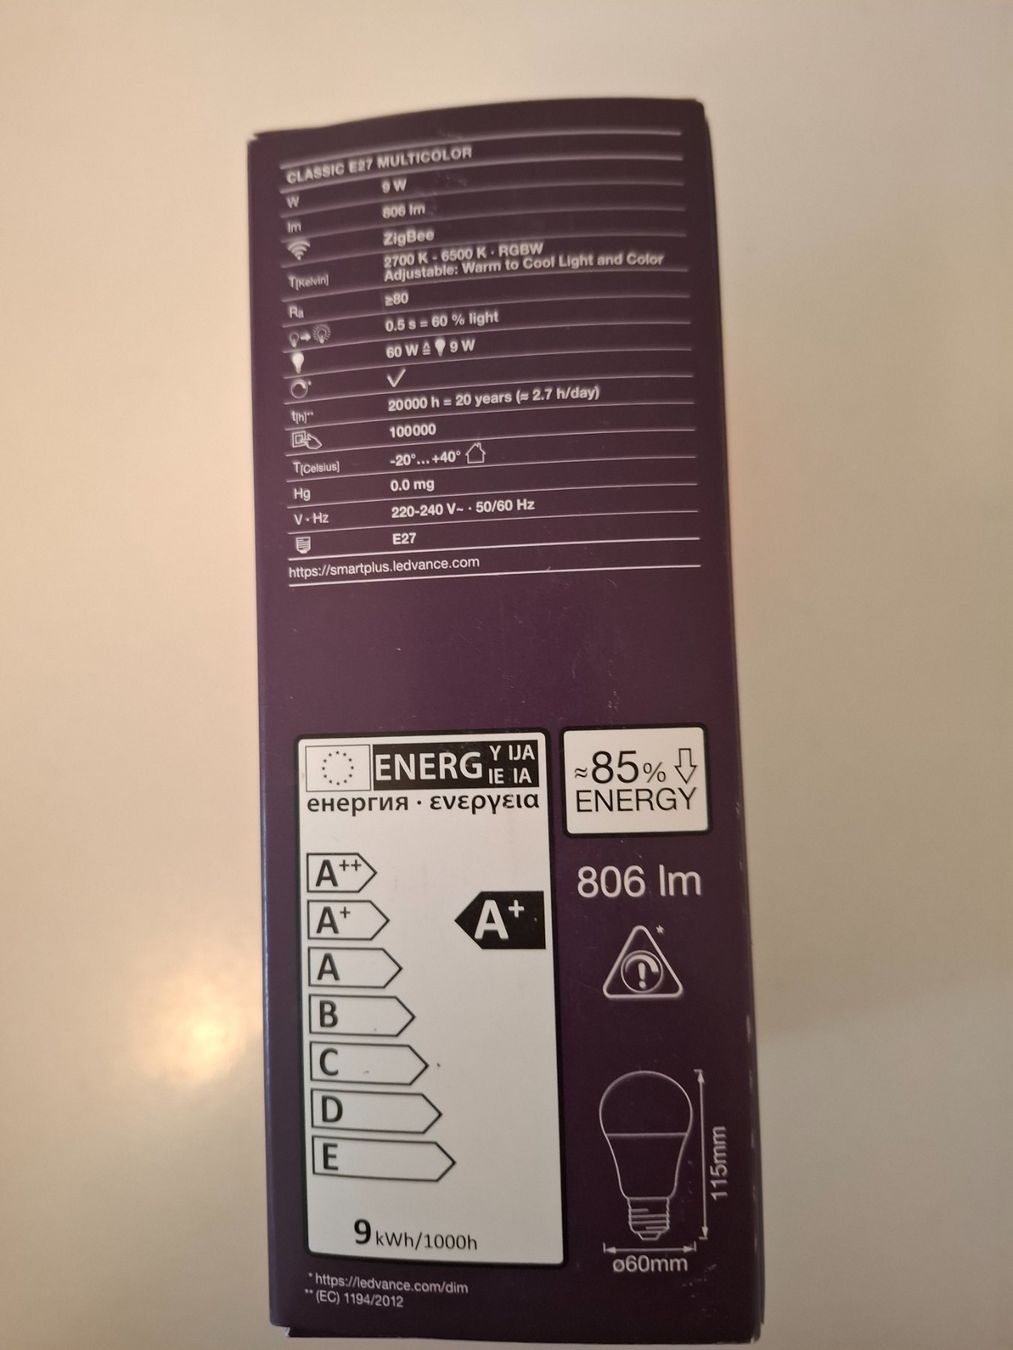 CLASSIC E27 MULTICOLOR
W 9 W
lm 806 lm
ZigBee
T[Kelvin] 2700 K - 6500 K · RGBW
Adjustable: Warm to Cool Light and Color
Ra ≥80
0.5 s = 60 % light
60 W ≙ 9 W
t[h]** 20000 h = 20 years (≈ 2.7 h/day)
100000
T[Celsius] -20°...+40°
Hg 0.0 mg
V · Hz 220-240 V~ · 50/60 Hz
E27
https://smartplus.ledvance.com
ENERG Y IJA
IE IA
енергия · ενεργεια
≈85%
ENERGY
A++
A+
A+
A
B
C
D
E
9 kWh/1000h
806 lm
*
115mm
ø60mm
* https://ledvance.com/dim
** (EC) 1194/2012